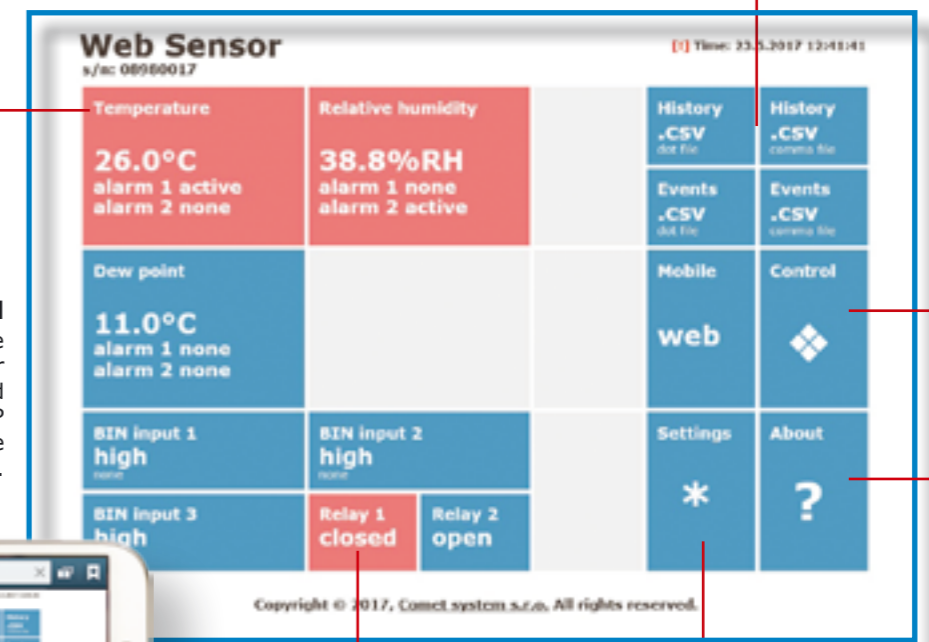 Web Sensor
s/n: 08980017
[!] Time: 23.5.2017 12:41:41
Temperature
26.0°C
alarm 1 active
alarm 2 none
Relative humidity
38.8%RH
alarm 1 none
alarm 2 active
History
.CSV
dot file
History
.CSV
comma file
Events
.CSV
dot file
Events
.CSV
comma file
Dew point
11.0°C
alarm 1 none
alarm 2 none
Mobile
web
Control
BIN input 1
high
none
BIN input 2
high
none
Settings
*
About
?
BIN input 3
high
Relay 1
closed
Relay 2
open
Copyright © 2017, Comet system s.r.o. All rights reserved.